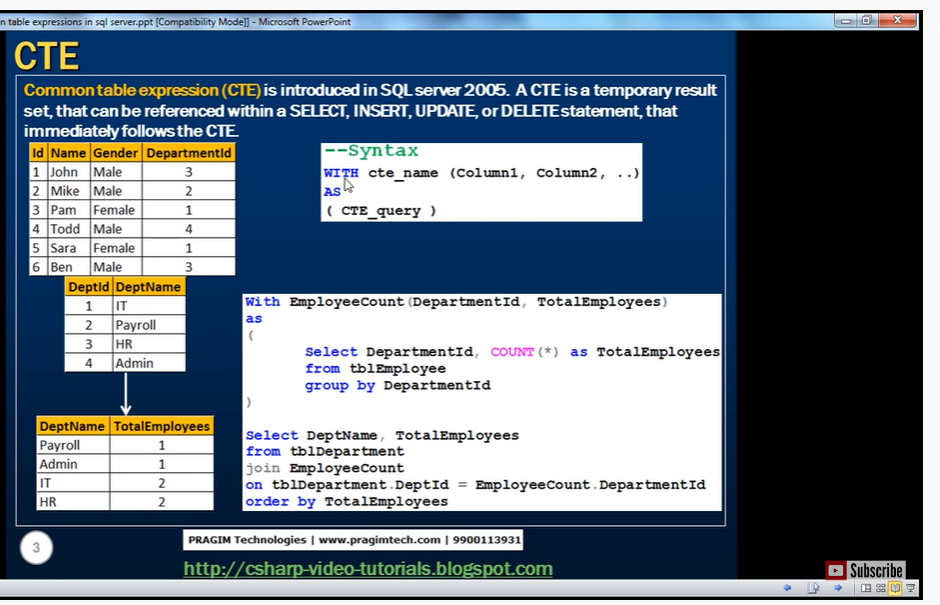 n table expressions in sql server.ppt [Compatibility Mode]] - Microsoft PowerPoint
CTE
Common table expression (CTE) is introduced in SQL server 2005. A CTE is a temporary result
set, that can be referenced within a SELECT, INSERT, UPDATE, or DELETE statement, that
immediately follows the CTE.
Id Name Gender DepartmentId
1 John Male 3
2 Mike Male 2
3 Pam Female 1
4 Todd Male 4
5 Sara Female 1
6 Ben Male 3
--Syntax
WITH cte_name (Column1, Column2, ..)
AS
( CTE_query )
DeptId DeptName
1 IT
2 Payroll
3 HR
4 Admin
DeptName TotalEmployees
Payroll 1
Admin 1
IT 2
HR 2
With EmployeeCount(DepartmentId, TotalEmployees)
as
(
Select DepartmentId, COUNT(*) as TotalEmployees
from tblEmployee
group by DepartmentId
)
Select DeptName, TotalEmployees
from tblDepartment
join EmployeeCount
on tblDepartment.DeptId = EmployeeCount.DepartmentId
order by TotalEmployees
3
PRAGIM Technologies | www.pragimtech.com | 9900113931
http://csharp-video-tutorials.blogspot.com
Subscribe